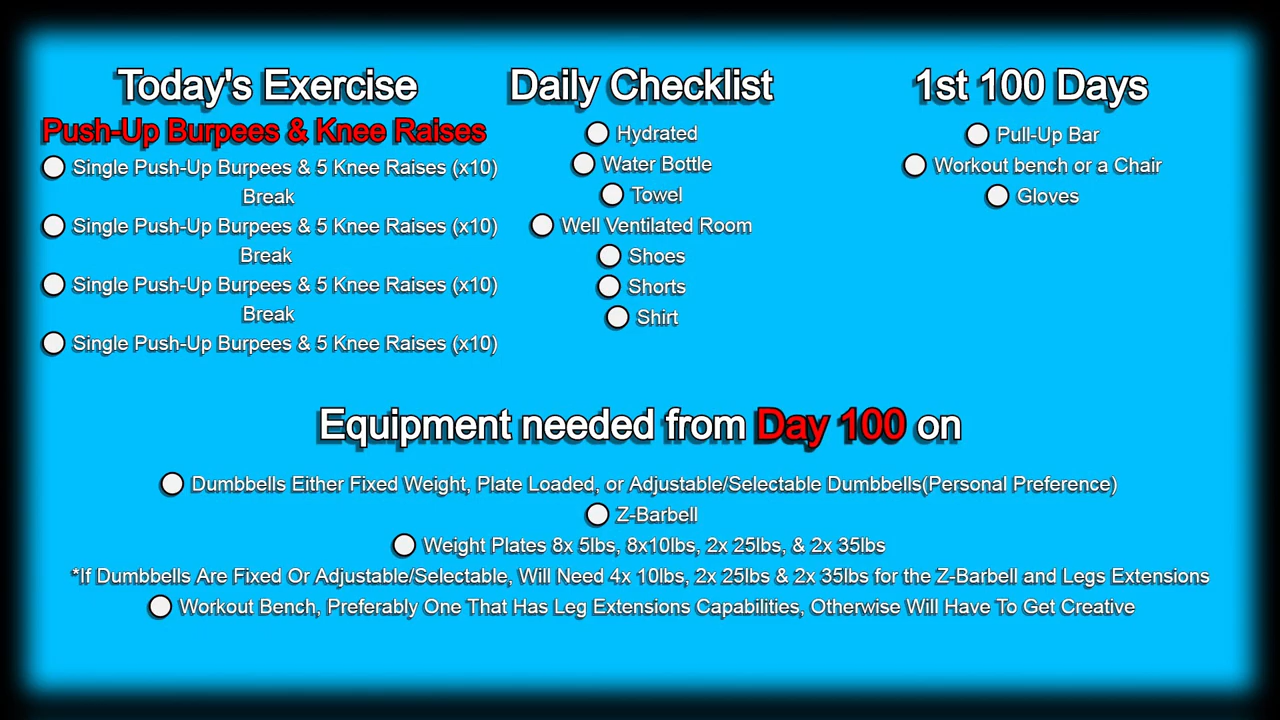 Today's Exercise
Push-Up Burpees & Knee Raises
Single Push-Up Burpees & 5 Knee Raises (x10)
Break
Single Push-Up Burpees & 5 Knee Raises (x10)
Break
Single Push-Up Burpees & 5 Knee Raises (x10)
Break
Single Push-Up Burpees & 5 Knee Raises (x10)
Daily Checklist
Hydrated
Water Bottle
Towel
Well Ventilated Room
Shoes
Shorts
Shirt
1st 100 Days
Pull-Up Bar
Workout bench or a Chair
Gloves
Equipment needed from Day 100 on
Dumbbells Either Fixed Weight, Plate Loaded, or Adjustable/Selectable Dumbbells(Personal Preference)
Z-Barbell
Weight Plates 8x 5lbs, 8x10lbs, 2x 25lbs, & 2x 35lbs
*If Dumbbells Are Fixed Or Adjustable/Selectable, Will Need 4x 10lbs, 2x 25lbs & 2x 35lbs for the Z-Barbell and Legs Extensions
Workout Bench, Preferably One That Has Leg Extensions Capabilities, Otherwise Will Have To Get Creative